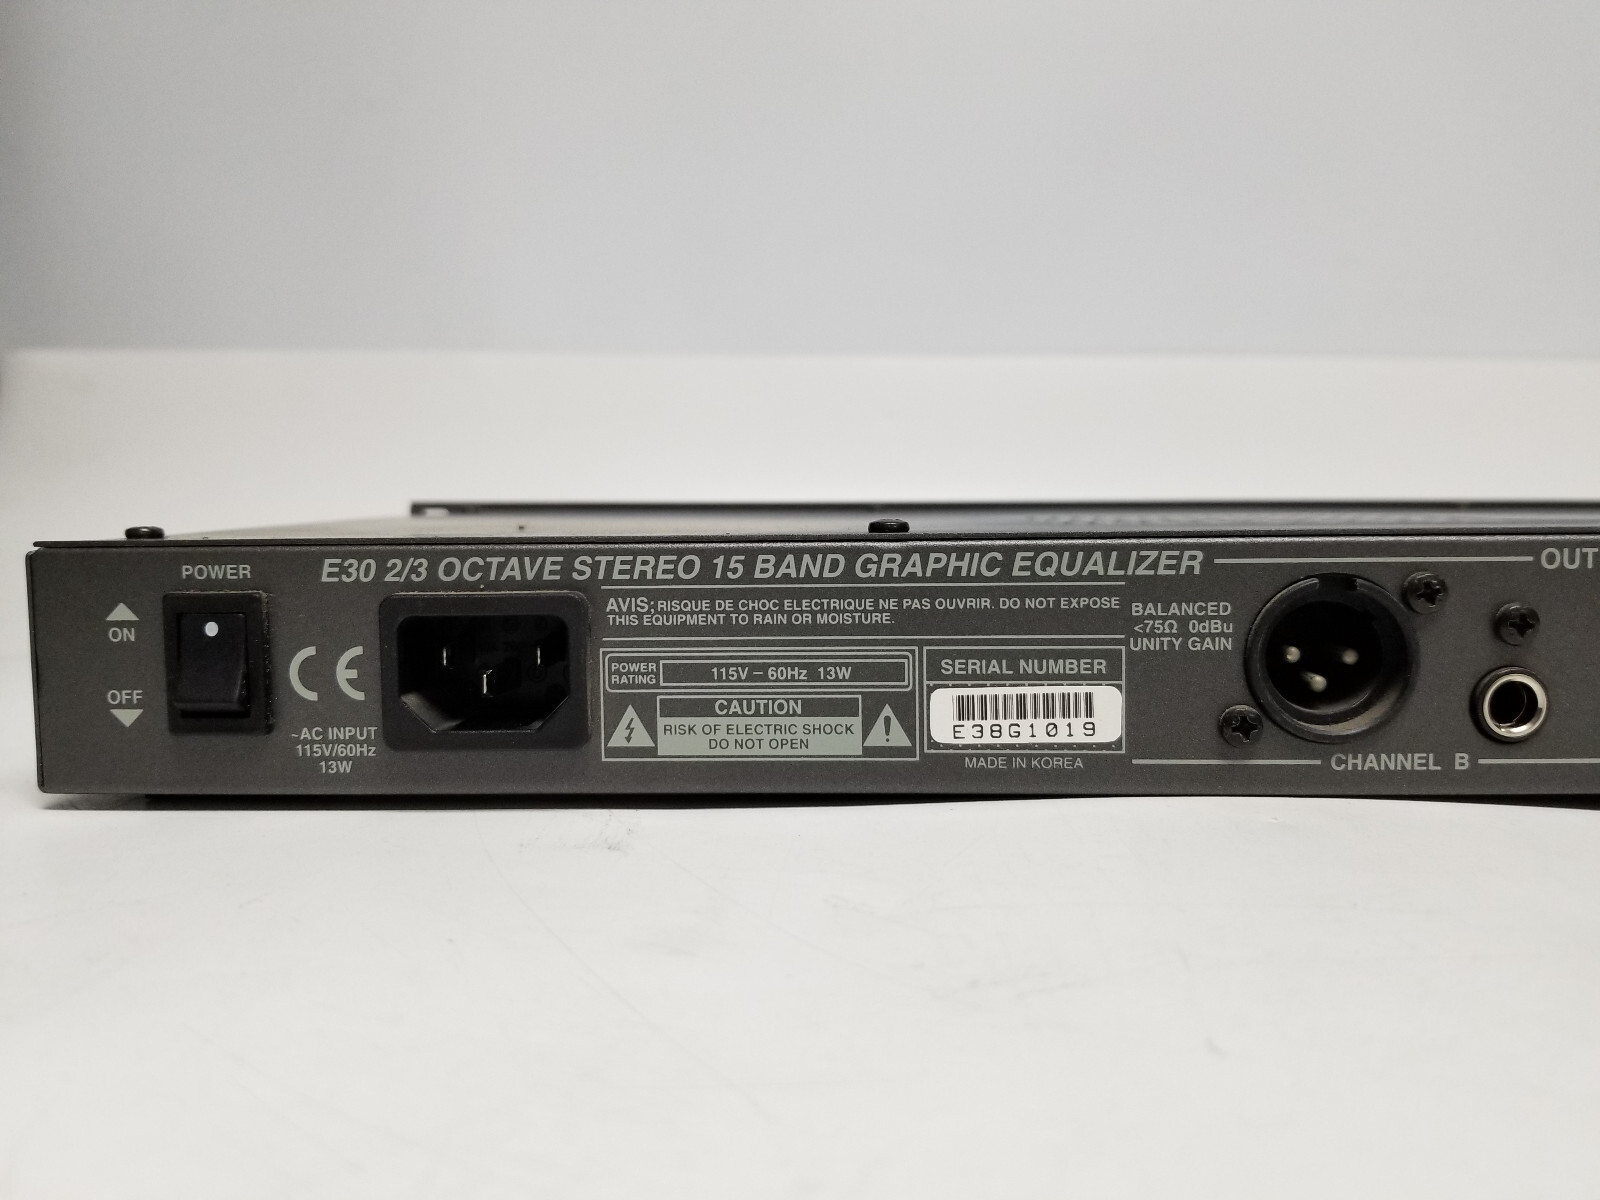 E30 2/3 OCTAVE STEREO 15 BAND GRAPHIC EQUALIZER
OUT
POWER
ON
OFF
CE
~AC INPUT
115V/60Hz
13W
AVIS; RISQUE DE CHOC ELECTRIQUE NE PAS OUVRIR. DO NOT EXPOSE
THIS EQUIPMENT TO RAIN OR MOISTURE.
POWER
RATING
115V – 60Hz 13W
CAUTION
RISK OF ELECTRIC SHOCK
DO NOT OPEN
SERIAL NUMBER
E38G1019
MADE IN KOREA
BALANCED
<75Ω 0dBu
UNITY GAIN
CHANNEL B